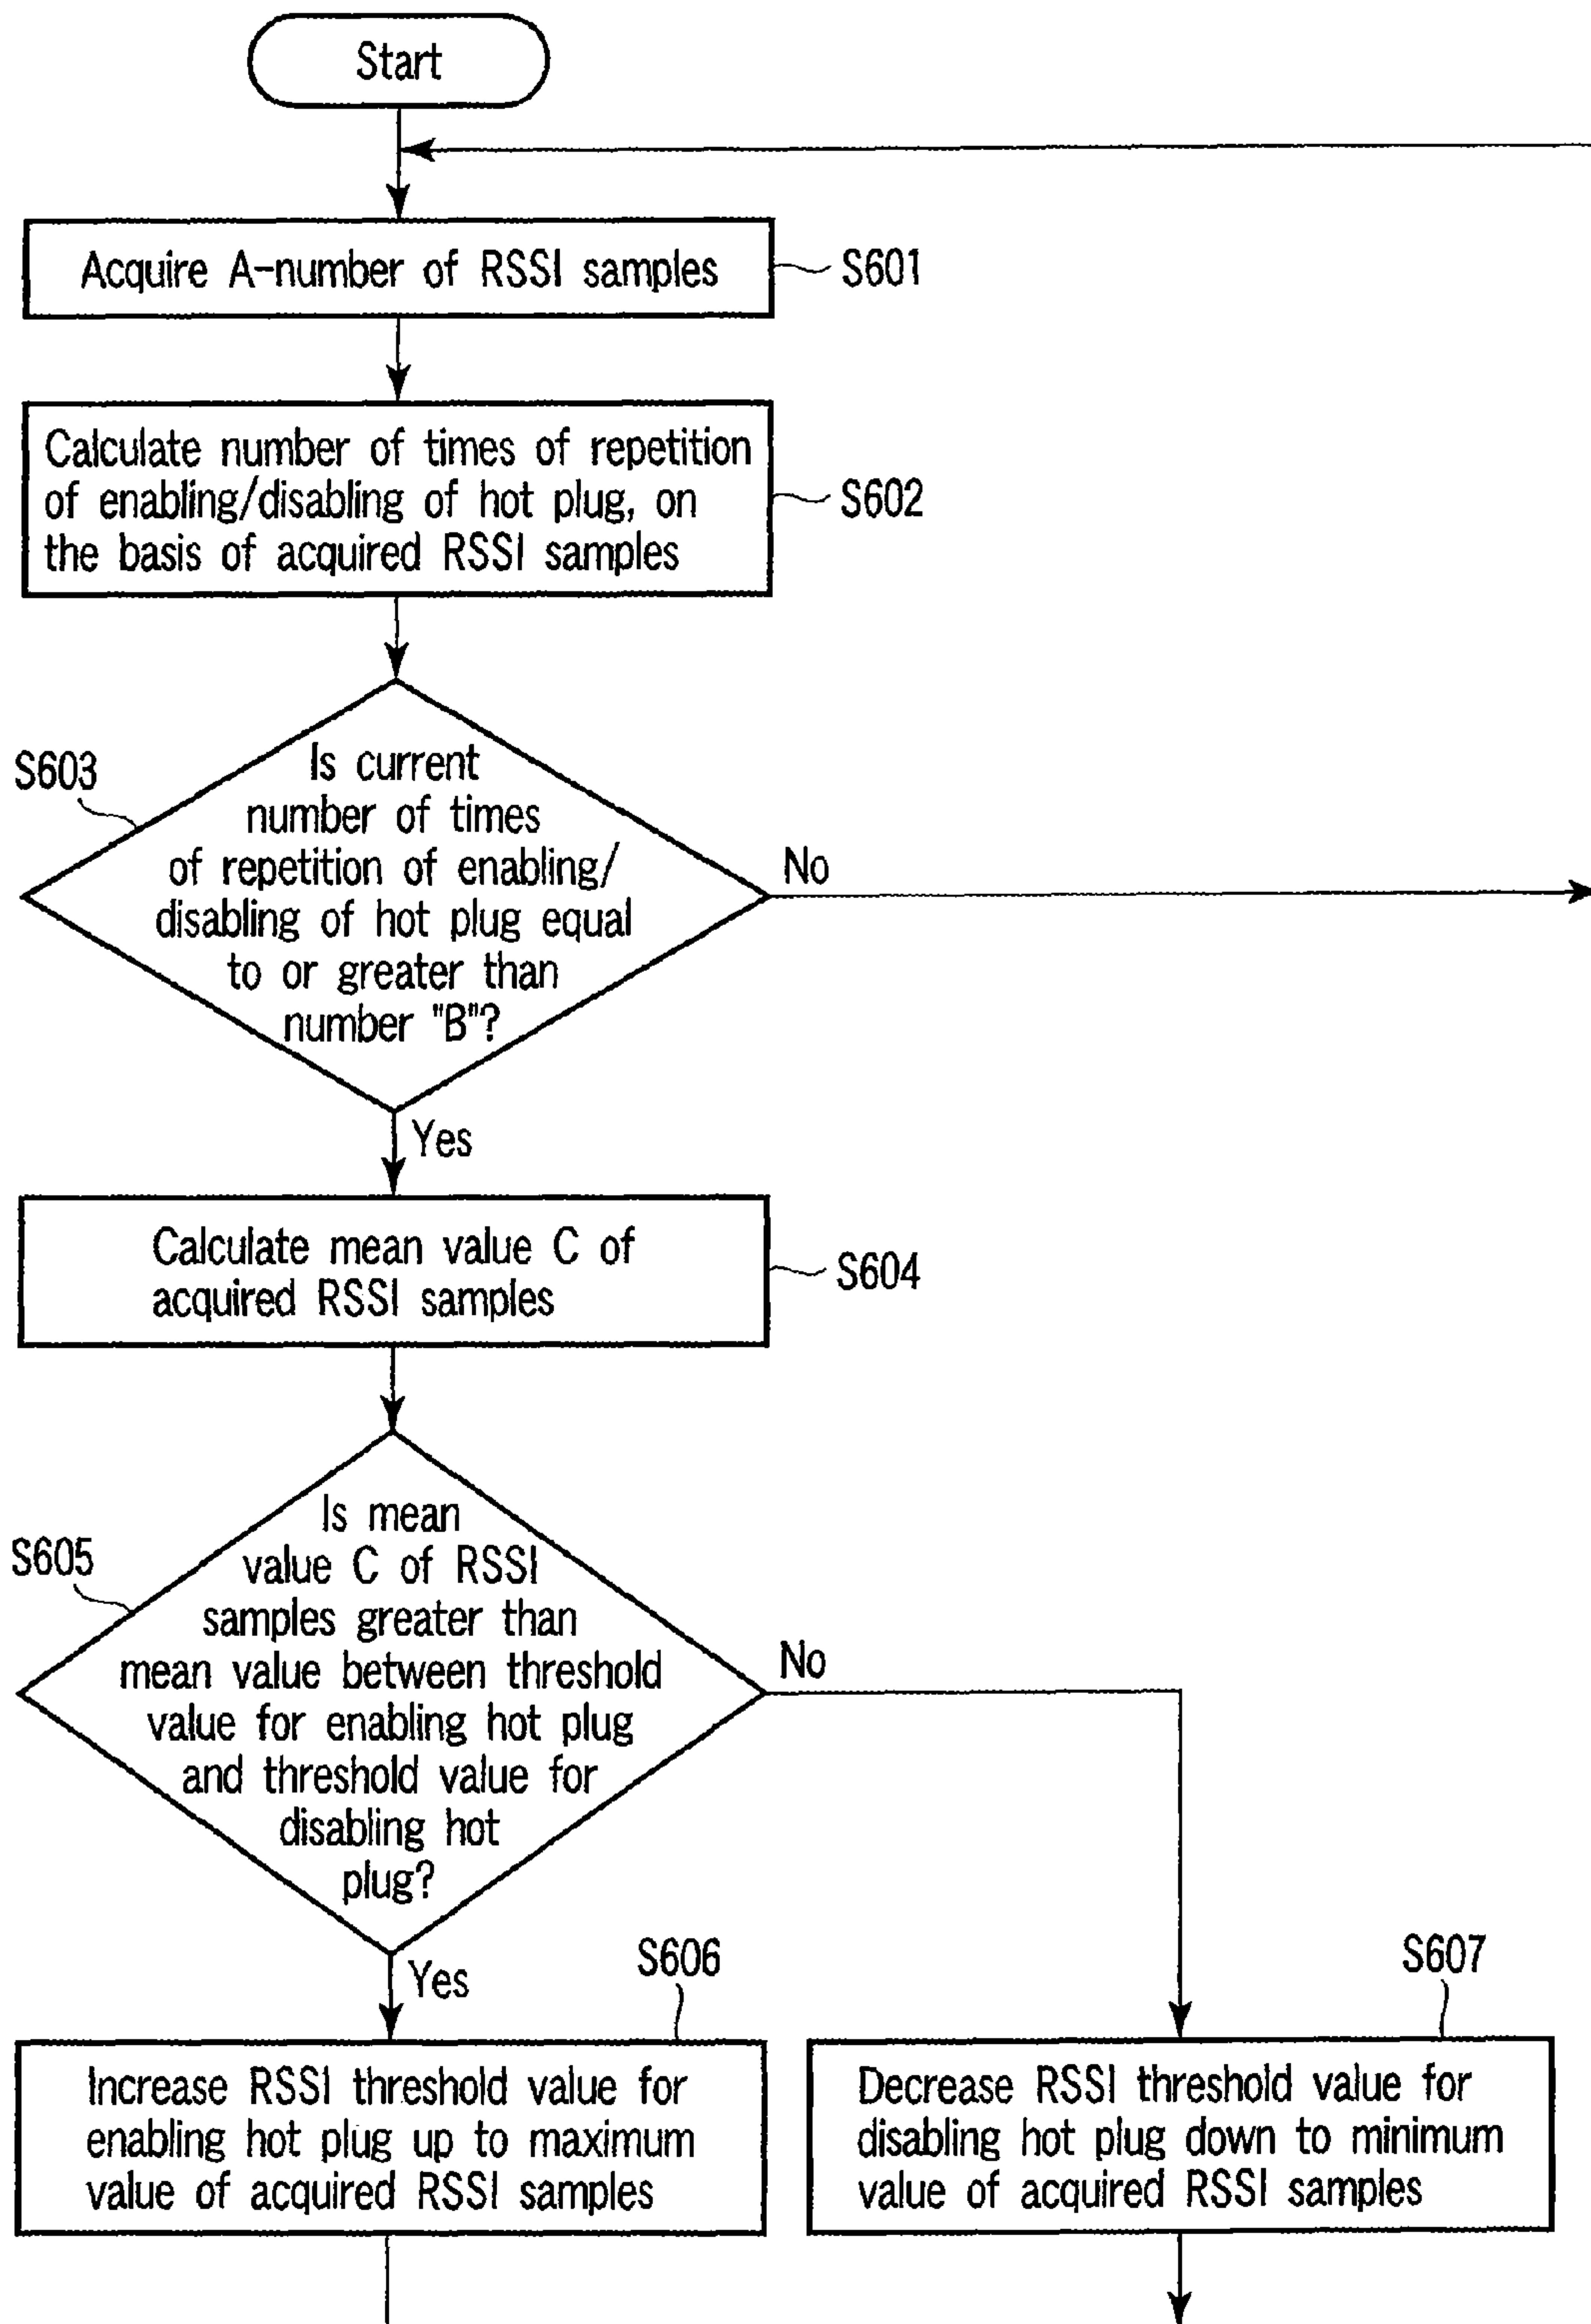 Start
Acquire A-number of RSSI samples
S601
Calculate number of times of repetition
of enabling/disabling of hot plug, on
the basis of acquired RSSI samples
S602
S603
Is current
number of times
of repetition of enabling/
disabling of hot plug equal
to or greater than
number "B"?
No
Yes
Calculate mean value C of
acquired RSSI samples
S604
S605
Is mean
value C of RSSI
samples greater than
mean value between threshold
value for enabling hot plug
and threshold value for
disabling hot
plug?
No
Yes
S606
Increase RSSI threshold value for
enabling hot plug up to maximum
value of acquired RSSI samples
S607
Decrease RSSI threshold value for
disabling hot plug down to minimum
value of acquired RSSI samples